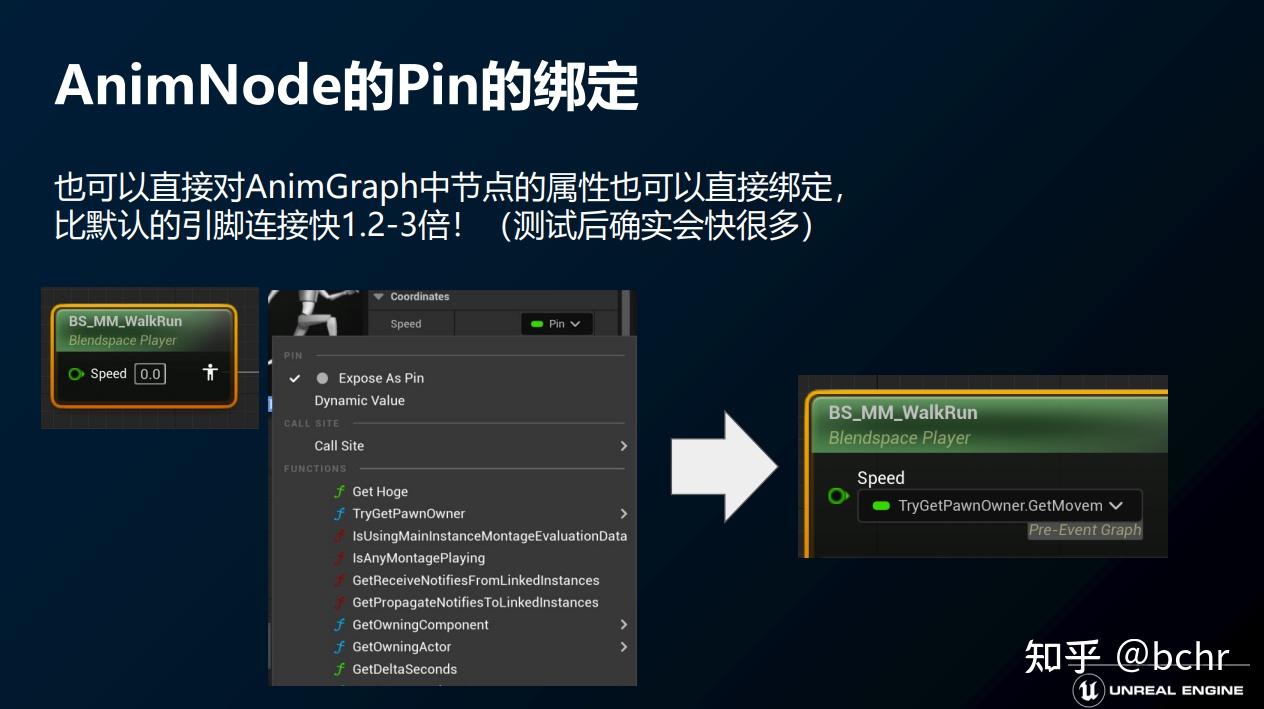 AnimNode的Pin的绑定
也可以直接对AnimGraph中节点的属性也可以直接绑定，
比默认的引脚连接快1.2-3倍！（测试后确实会快很多）
BS_MM_WalkRun
Blendspace Player
Speed 0.0
Coordinates
Speed Pin
PIN
Expose As Pin
Dynamic Value
CALL SITE
Call Site
FUNCTIONS
Get Hoge
TryGetPawnOwner
IsUsingMainInstanceMontageEvaluationData
IsAnyMontagePlaying
GetReceiveNotifiesFromLinkedInstances
GetPropagateNotifiesToLinkedInstances
GetOwningComponent
GetOwningActor
GetDeltaSeconds
BS_MM_WalkRun
Blendspace Player
Speed
TryGetPawnOwner.GetMovem
Pre-Event Graph
知乎 @bchr
UNREAL ENGINE